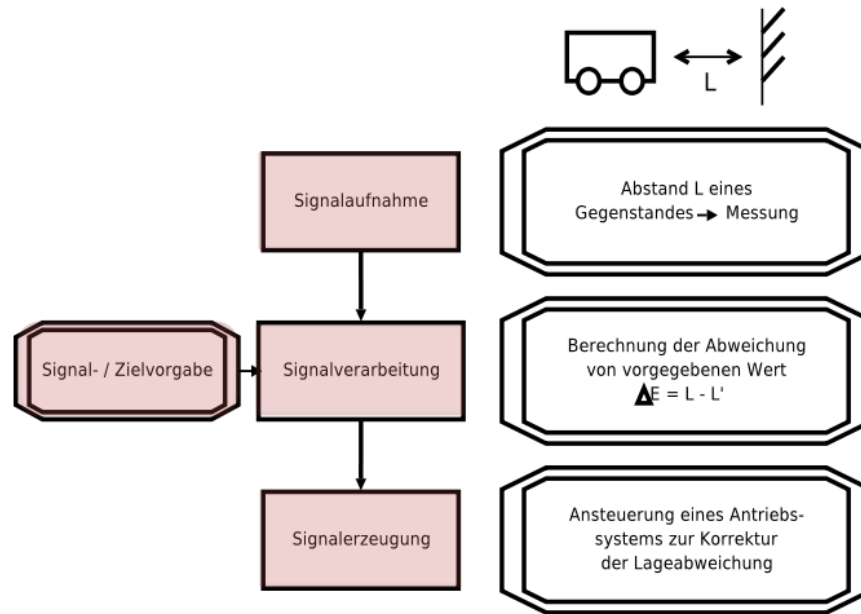 L
Signalaufnahme
Abstand L eines
Gegenstandes → Messung
Signal- / Zielvorgabe
Signalverarbeitung
Berechnung der Abweichung
von vorgegebenen Wert
ΔE = L - L'
Signalerzeugung
Ansteuerung eines Antriebs-
systems zur Korrektur
der Lageabweichung